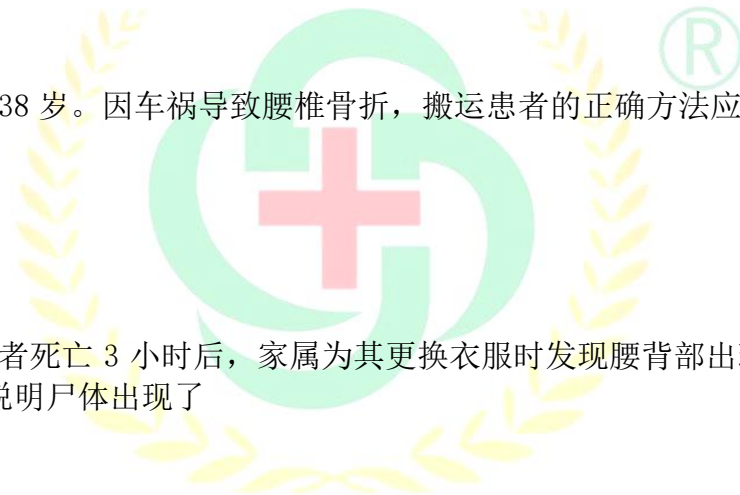 38 岁。因车祸导致腰椎骨折，搬运患者的正确方法应
者死亡 3 小时后，家属为其更换衣服时发现腰背部出
说明尸体出现了
®